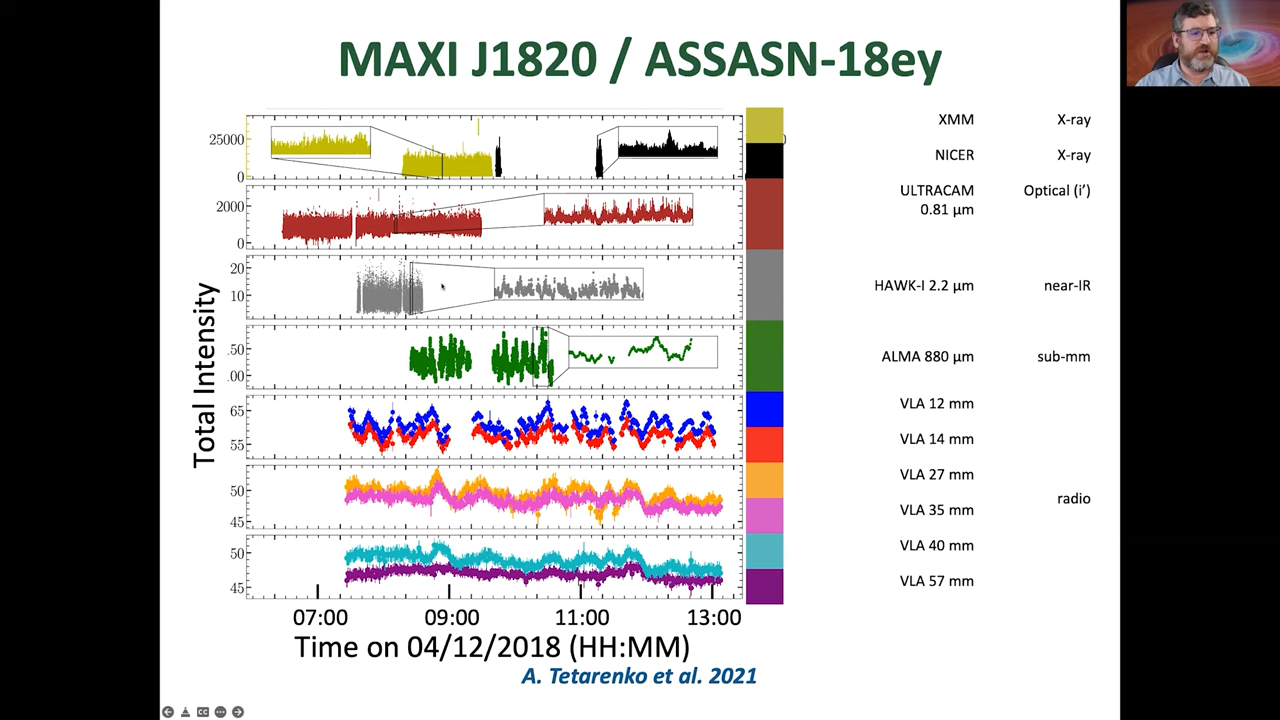 MAXI J1820 / ASSASN-18ey
Total Intensity
25000
0
2000
0
20
10
.50
.00
65
55
50
45
50
45
07:00 09:00 11:00 13:00
Time on 04/12/2018 (HH:MM)
A. Tetarenko et al. 2021
XMM X-ray
NICER X-ray
ULTRACAM Optical (i’)
0.81 µm
HAWK-I 2.2 µm near-IR
ALMA 880 µm sub-mm
VLA 12 mm
VLA 14 mm
VLA 27 mm
radio
VLA 35 mm
VLA 40 mm
VLA 57 mm
CC